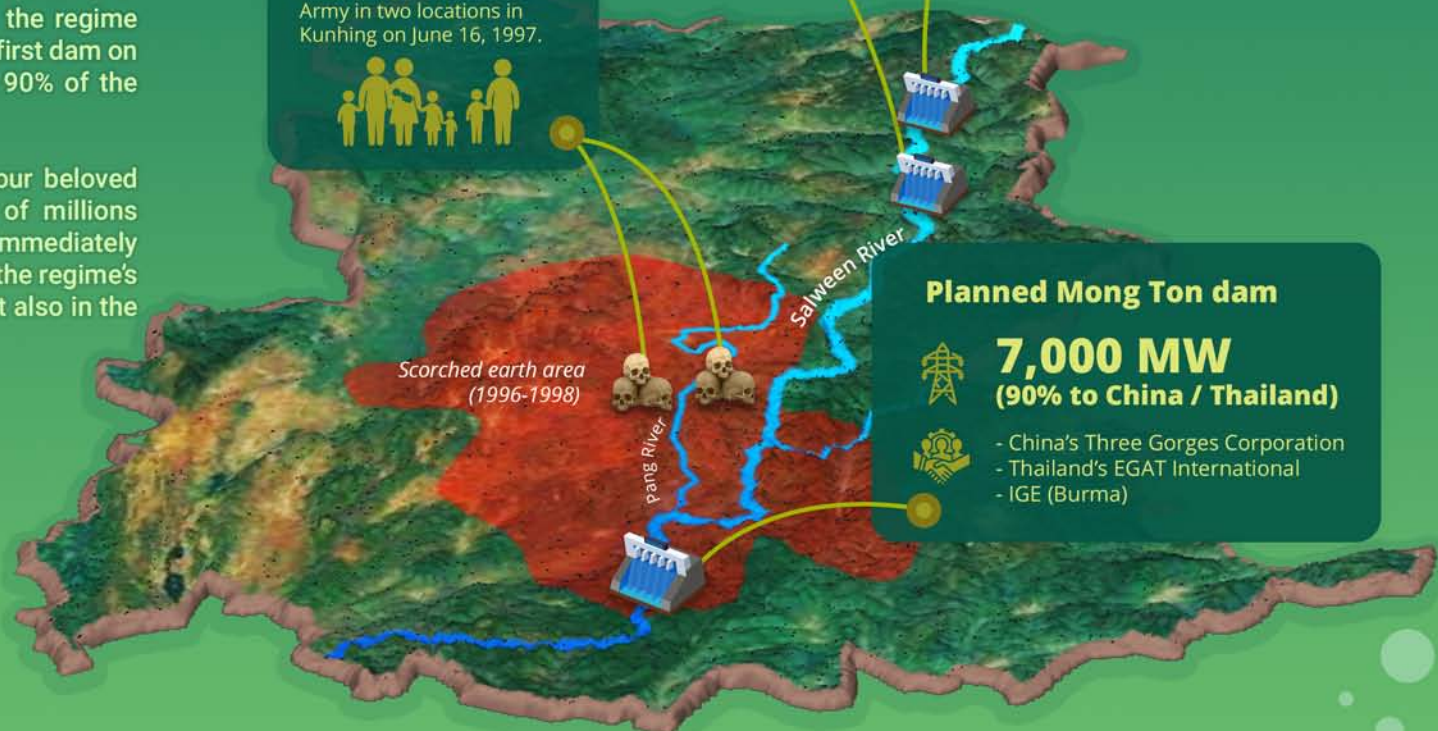 the regime
first dam on
90% of the
our beloved
of millions
immediately
the regime's
t also in the
Army in two locations in
Kunhing on June 16, 1997.
Salween River
Scorched earth area
(1996-1998)
Pang River
Planned Mong Ton dam
7,000 MW
(90% to China / Thailand)
- China's Three Gorges Corporation
- Thailand's EGAT International
- IGE (Burma)